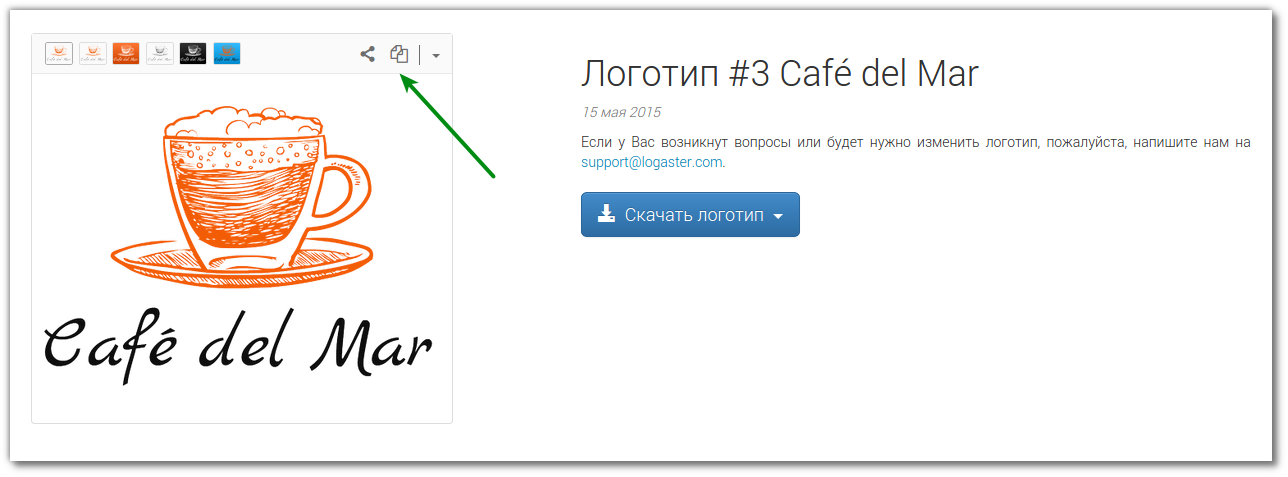 Café del Mar
Логотип #3 Café del Mar
15 мая 2015
Если у Вас возникнут вопросы или будет нужно изменить логотип, пожалуйста, напишите нам на
support@logaster.com.
Скачать логотип